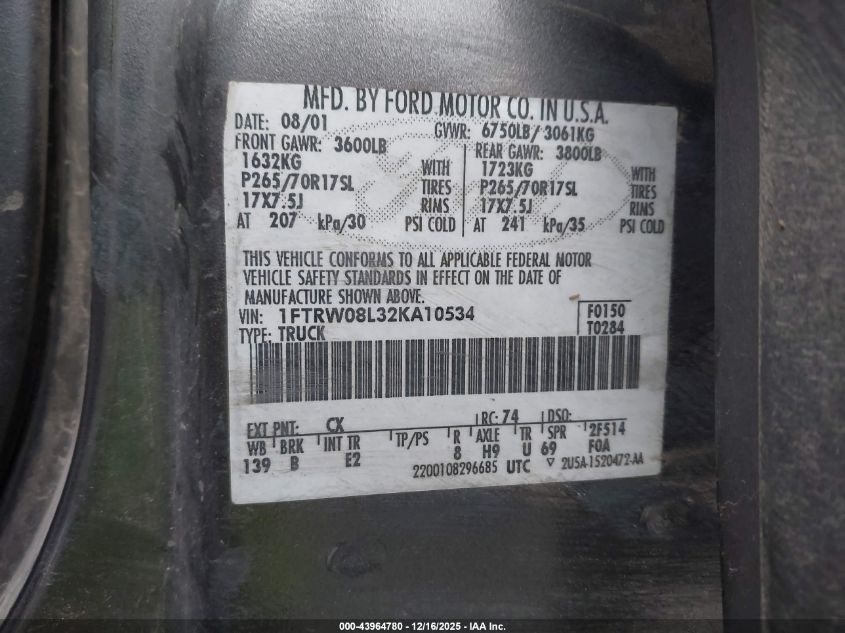 MFD. BY FORD MOTOR CO. IN U.S.A.
DATE: 08/01 GVWR: 6750LB/ 3061KG
FRONT GAWR: 3600LB REAR GAWR: 3800LB
1632KG WITH 1723KG WITH
P265/70R17SL TIRES P265/70R17SL TIRES
17X7.5J RIMS 17X7.5J RIMS
AT 207 kPa/30 PSI COLD AT 241 kPa/35 PSI COLD
THIS VEHICLE CONFORMS TO ALL APPLICABLE FEDERAL MOTOR
VEHICLE SAFETY STANDARDS IN EFFECT ON THE DATE OF
MANUFACTURE SHOWN ABOVE.
VIN: 1FTRW08L32KA10534 F0150
TYPE: TRUCK T0284
EXT PNT: CX RC: 74 DSO:
WB BRK INT TR TP/PS R AXLE TR SPR 2F514
139 B E2 8 H9 U 69 F0A
2200108296685 UTC ▽ 2U5A-1520472-AA
000-43964780 - 12/16/2025 - IAA Inc.